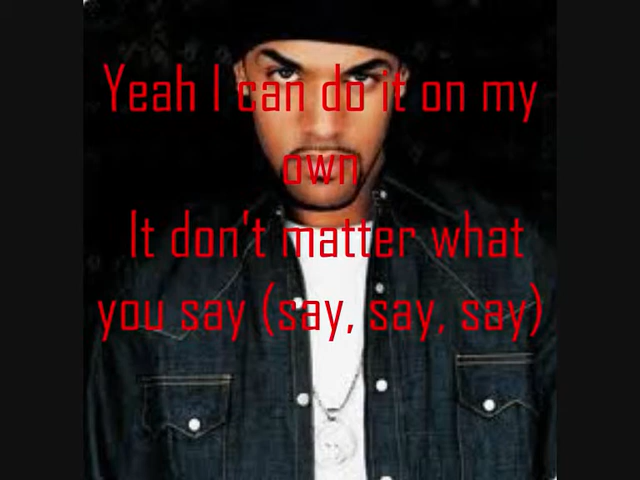 Yeah I can do it on my
own
It don't matter what
you say (say, say, say)